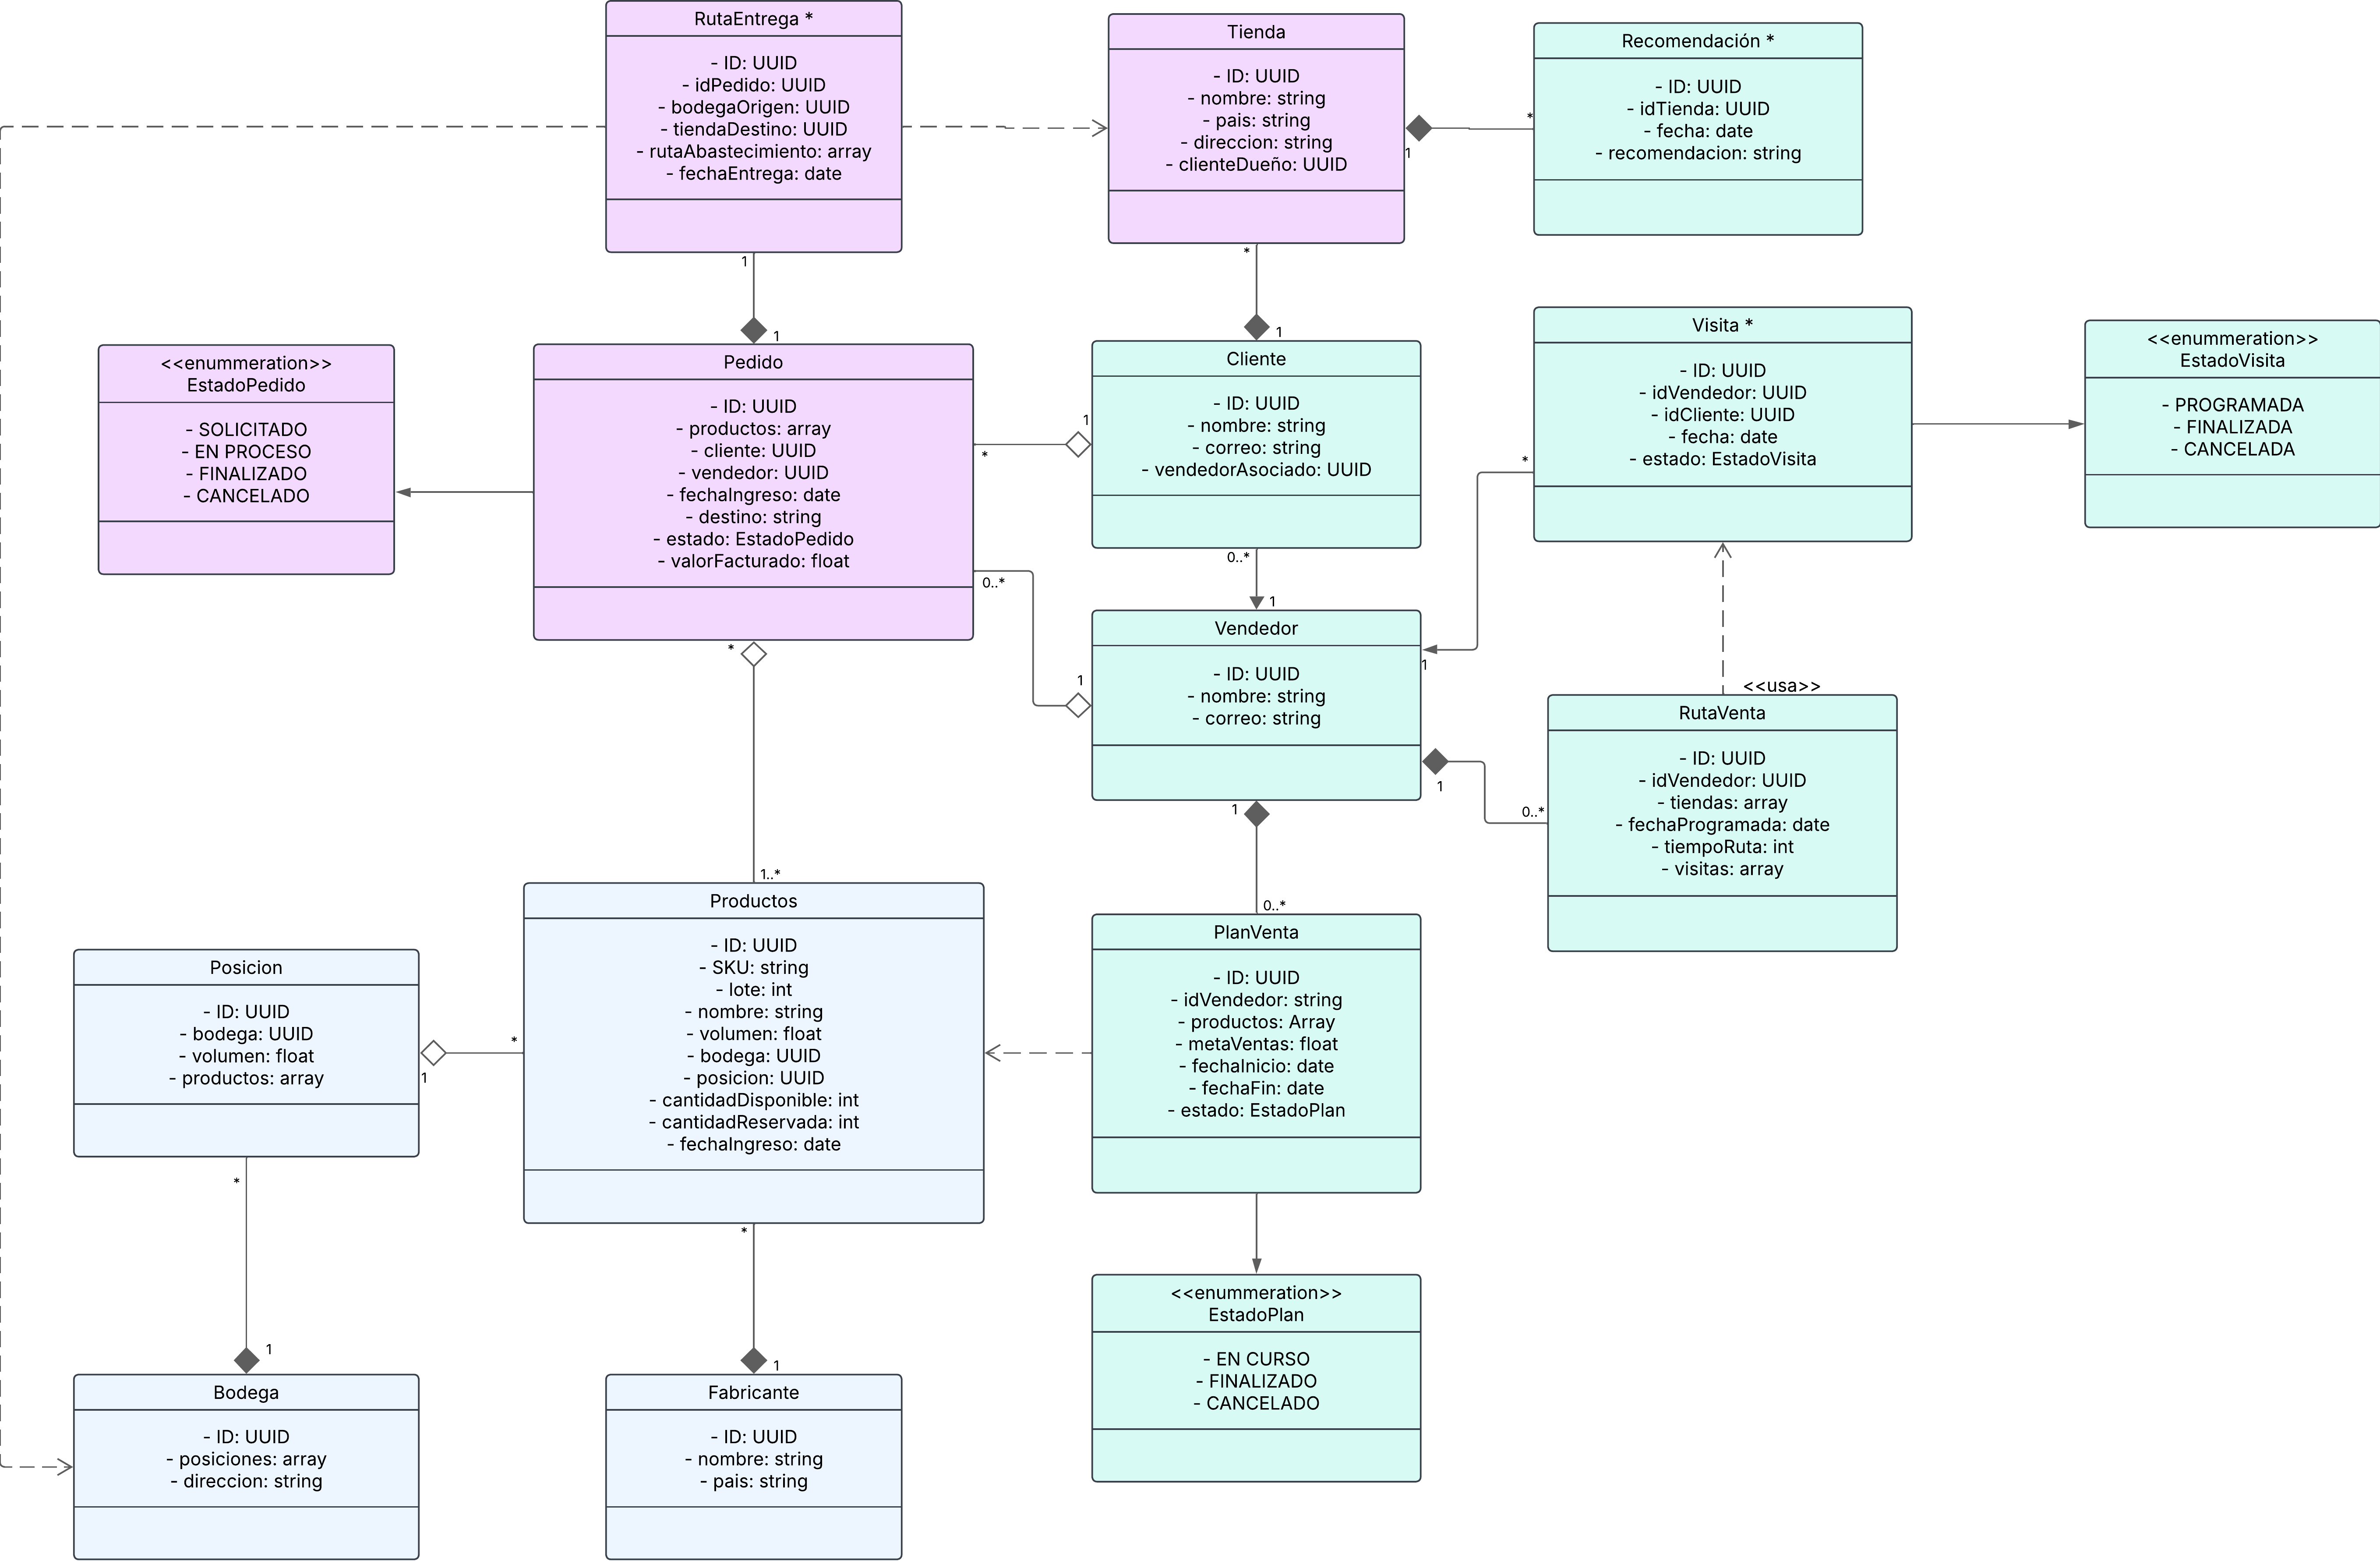 RutaEntrega *
- ID: UUID
- idPedido: UUID
- bodegaOrigen: UUID
- tiendaDestino: UUID
- rutaAbastecimiento: array
- fechaEntrega: date
1
Tienda
- ID: UUID
- nombre: string
- pais: string
- direccion: string
- clienteDueño: UUID
1
*
*
Recomendación *
- ID: UUID
- idTienda: UUID
- fecha: date
- recomendacion: string
<<enummeration>>
EstadoPedido
- SOLICITADO
- EN PROCESO
- FINALIZADO
- CANCELADO
1
Pedido
- ID: UUID
- productos: array
- cliente: UUID
- vendedor: UUID
- fechaIngreso: date
- destino: string
- estado: EstadoPedido
- valorFacturado: float
*
1
0..*
1
*
1
Cliente
- ID: UUID
- nombre: string
- correo: string
- vendedorAsociado: UUID
0..*
1
Visita *
- ID: UUID
- idVendedor: UUID
- idCliente: UUID
- fecha: date
- estado: EstadoVisita
*
1
<<enummeration>>
EstadoVisita
- PROGRAMADA
- FINALIZADA
- CANCELADA
Vendedor
- ID: UUID
- nombre: string
- correo: string
1
1
0..*
<<usa>>
RutaVenta
- ID: UUID
- idVendedor: UUID
- tiendas: array
- fechaProgramada: date
- tiempoRuta: int
- visitas: array
1..*
Productos
- ID: UUID
- SKU: string
- lote: int
- nombre: string
- volumen: float
- bodega: UUID
- posicion: UUID
- cantidadDisponible: int
- cantidadReservada: int
- fechaIngreso: date
*
0..*
PlanVenta
- ID: UUID
- idVendedor: string
- productos: Array
- metaVentas: float
- fechaInicio: date
- fechaFin: date
- estado: EstadoPlan
Posicion
- ID: UUID
- bodega: UUID
- volumen: float
- productos: array
1
*
*
1
Bodega
- ID: UUID
- posiciones: array
- direccion: string
1
Fabricante
- ID: UUID
- nombre: string
- pais: string
<<enummeration>>
EstadoPlan
- EN CURSO
- FINALIZADO
- CANCELADO